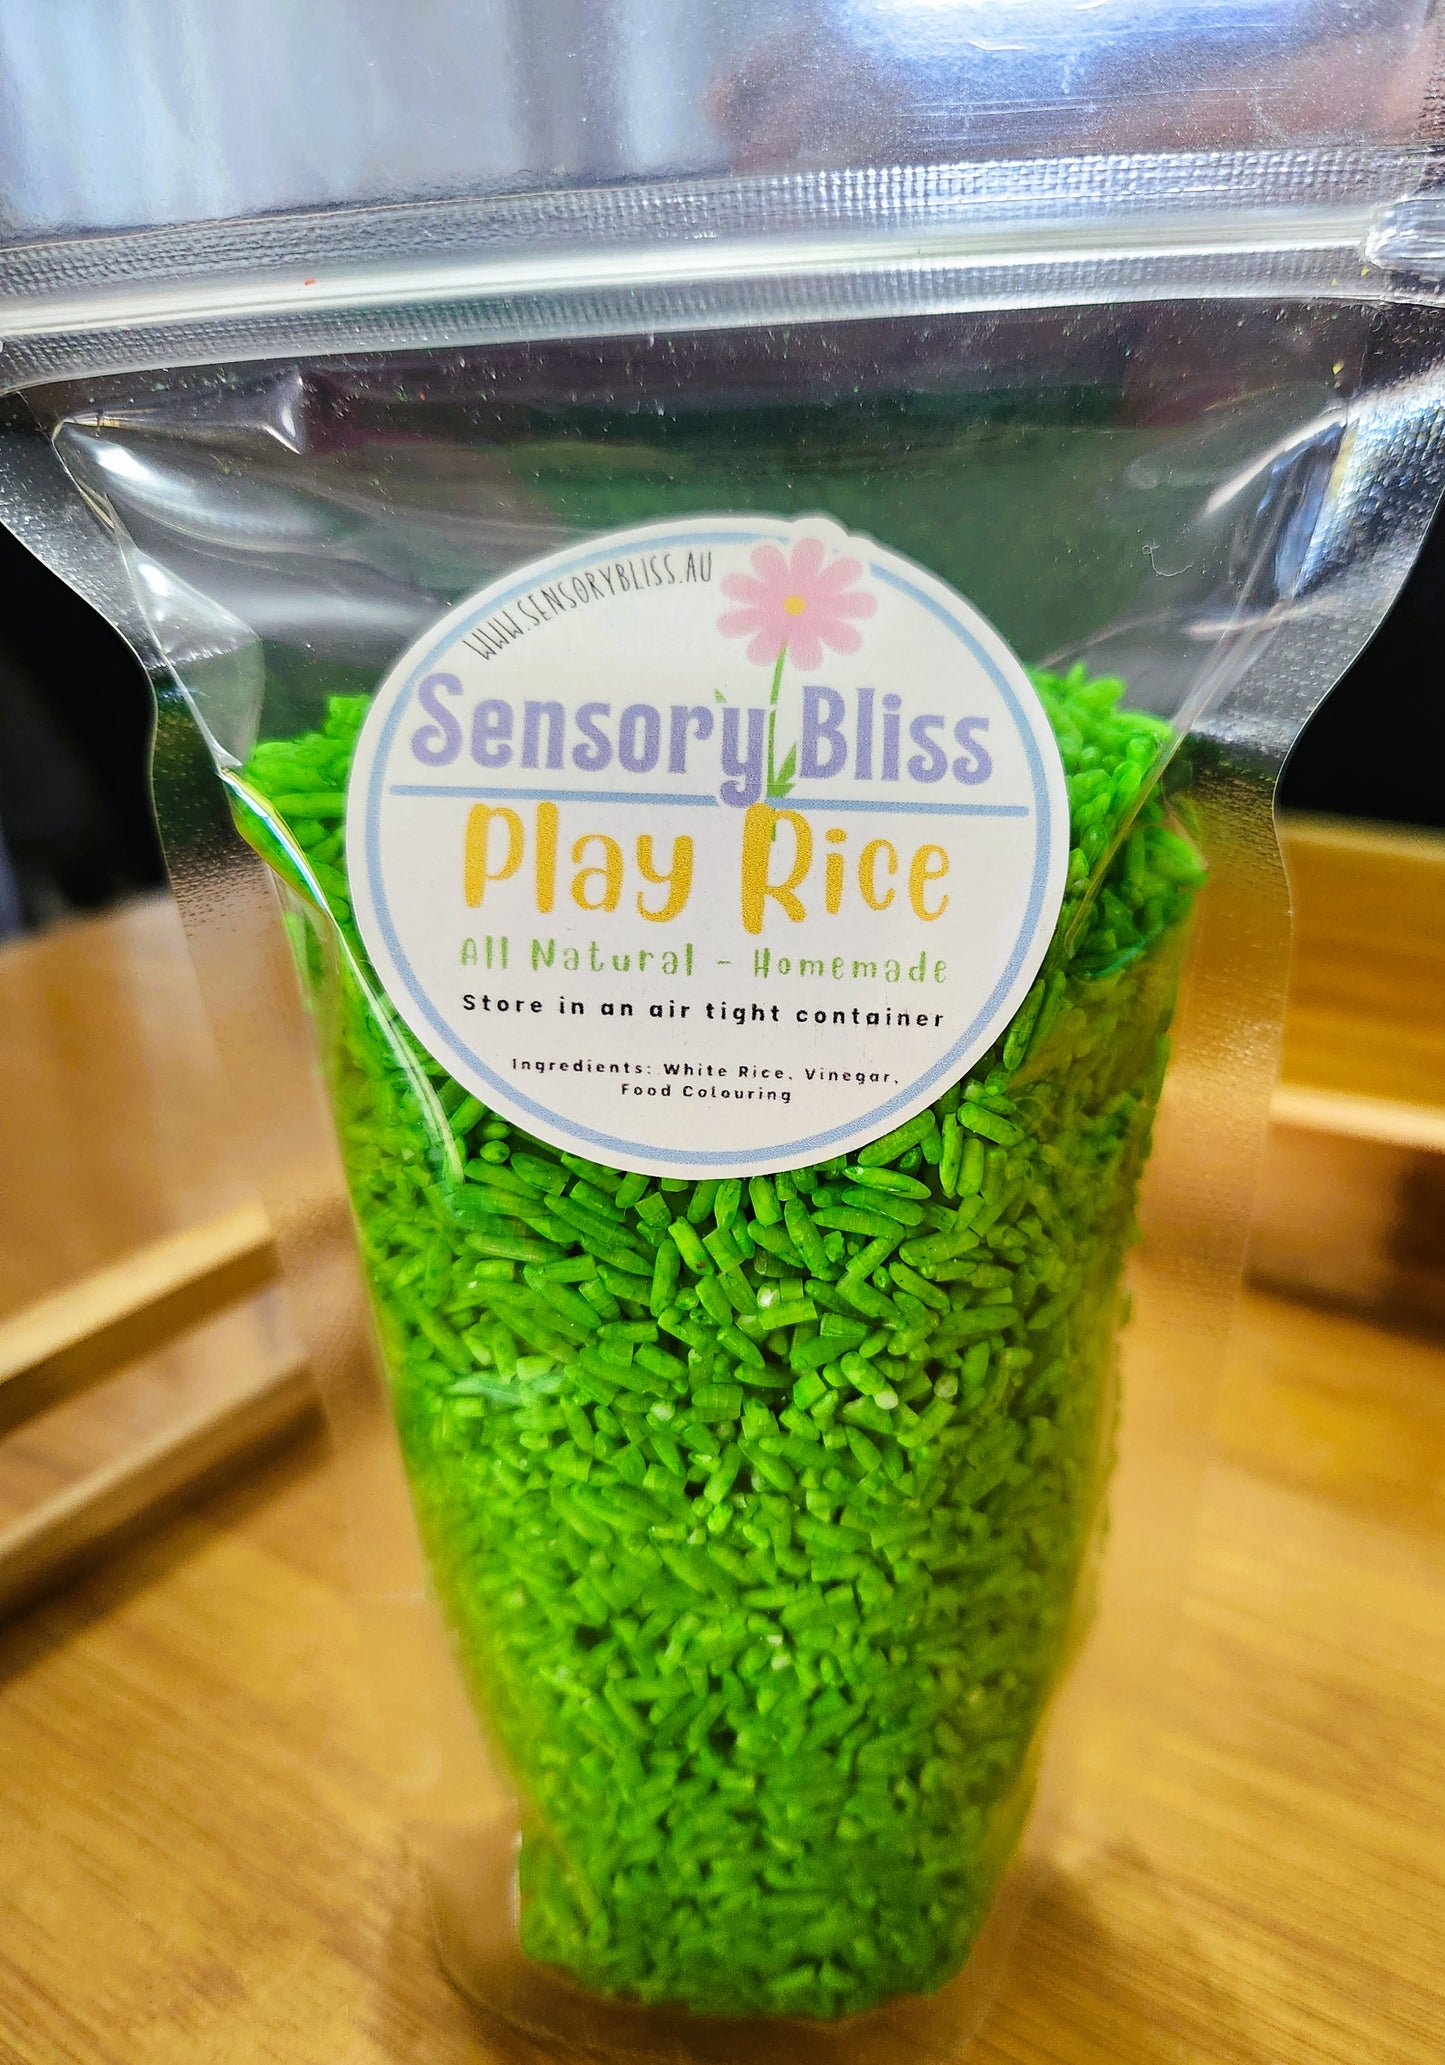 WWW.SENSORYBLISS.AU
Sensory Bliss
Play Rice
All Natural - Homemade
Store in an air tight container
Ingredients: White Rice, Vinegar,
Food Colouring